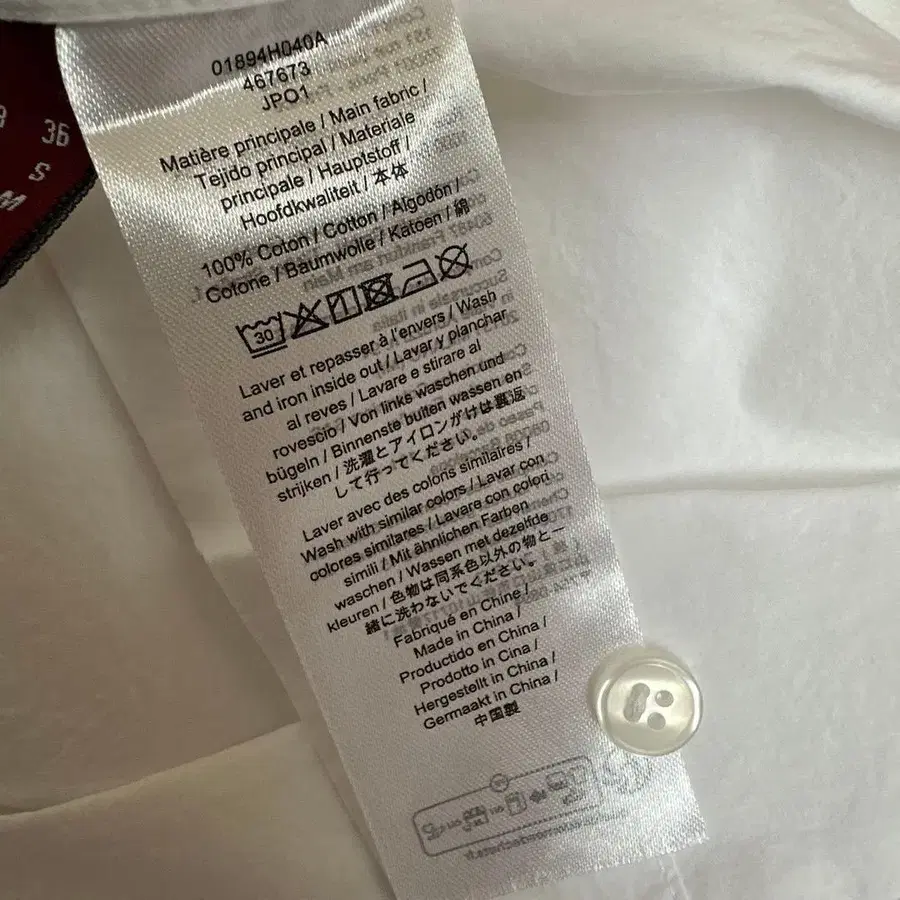 36
S
M
01894H040A
467673
JPO1
Matière principale / Main fabric /
Tejido principal / Materiale
principale / Hauptstoff /
Hoofdkwaliteit / 本体
100% Coton / Cotton / Algodón /
Cotone / Baumwolle / Katoen / 綿
30
Laver et repasser à l'envers / Wash
and iron inside out / Lavar y planchar
al reves / Lavare e stirare al
rovescio / Von links waschen und
bügeln / Binnenste buiten wassen en
strijken / 洗濯とアイロンがけは裏返
して行ってください。
Laver avec des coloris similaires /
Wash with similar colors / Lavar con
colores similares / Lavare con colori
simili / Mit ähnlichen Farben
waschen / Wassen met dezelfde
kleuren / 色物は同系色以外の物と一
緒に洗わないでください。
Fabriqué en Chine /
Made in China /
Productido en China /
Prodotto in Cina /
Hergestellt in China /
Germaakt in China /
中国製